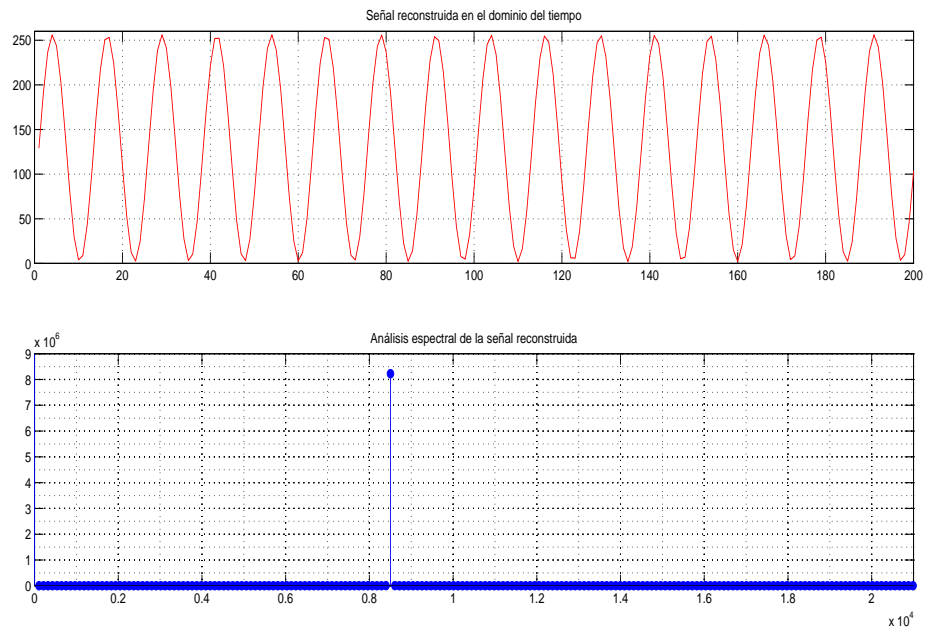 Señal reconstruida en el dominio del tiempo
250
200
150
100
50
0
0 20 40 60 80 100 120 140 160 180 200
Análisis espectral de la señal reconstruida
x 10^6
9
8
7
6
5
4
3
2
1
0
0 0.2 0.4 0.6 0.8 1 1.2 1.4 1.6 1.8 2
x 10^4